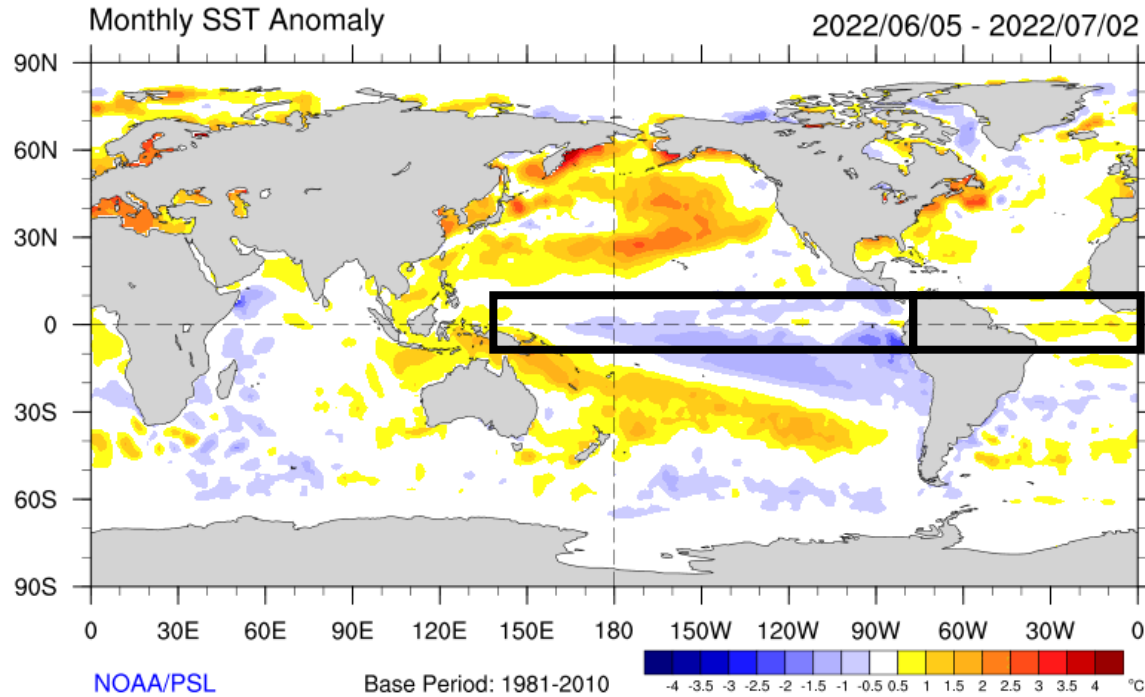 Monthly SST Anomaly 2022/06/05 - 2022/07/02
90N
60N
30N
0
30S
60S
90S
0 30E 60E 90E 120E 150E 180 150W 120W 90W 60W 30W 0
NOAA/PSL Base Period: 1981-2010
-4 -3.5 -3 -2.5 -2 -1.5 -1 -0.5 0.5 1 1.5 2 2.5 3 3.5 4 °C